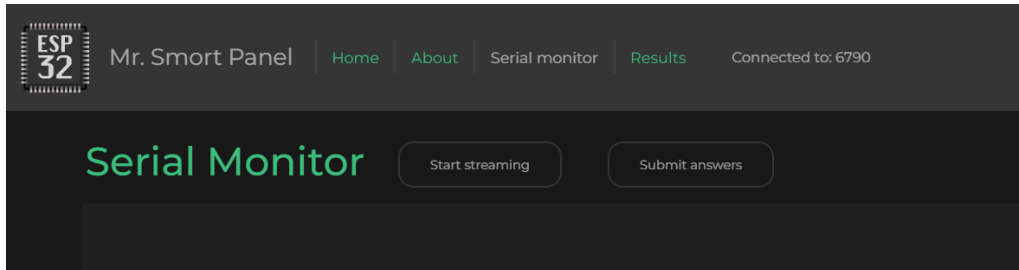 ESP
32
Mr. Smort Panel
Home
About
Serial monitor
Results
Connected to: 6790
Serial Monitor
Start streaming
Submit answers